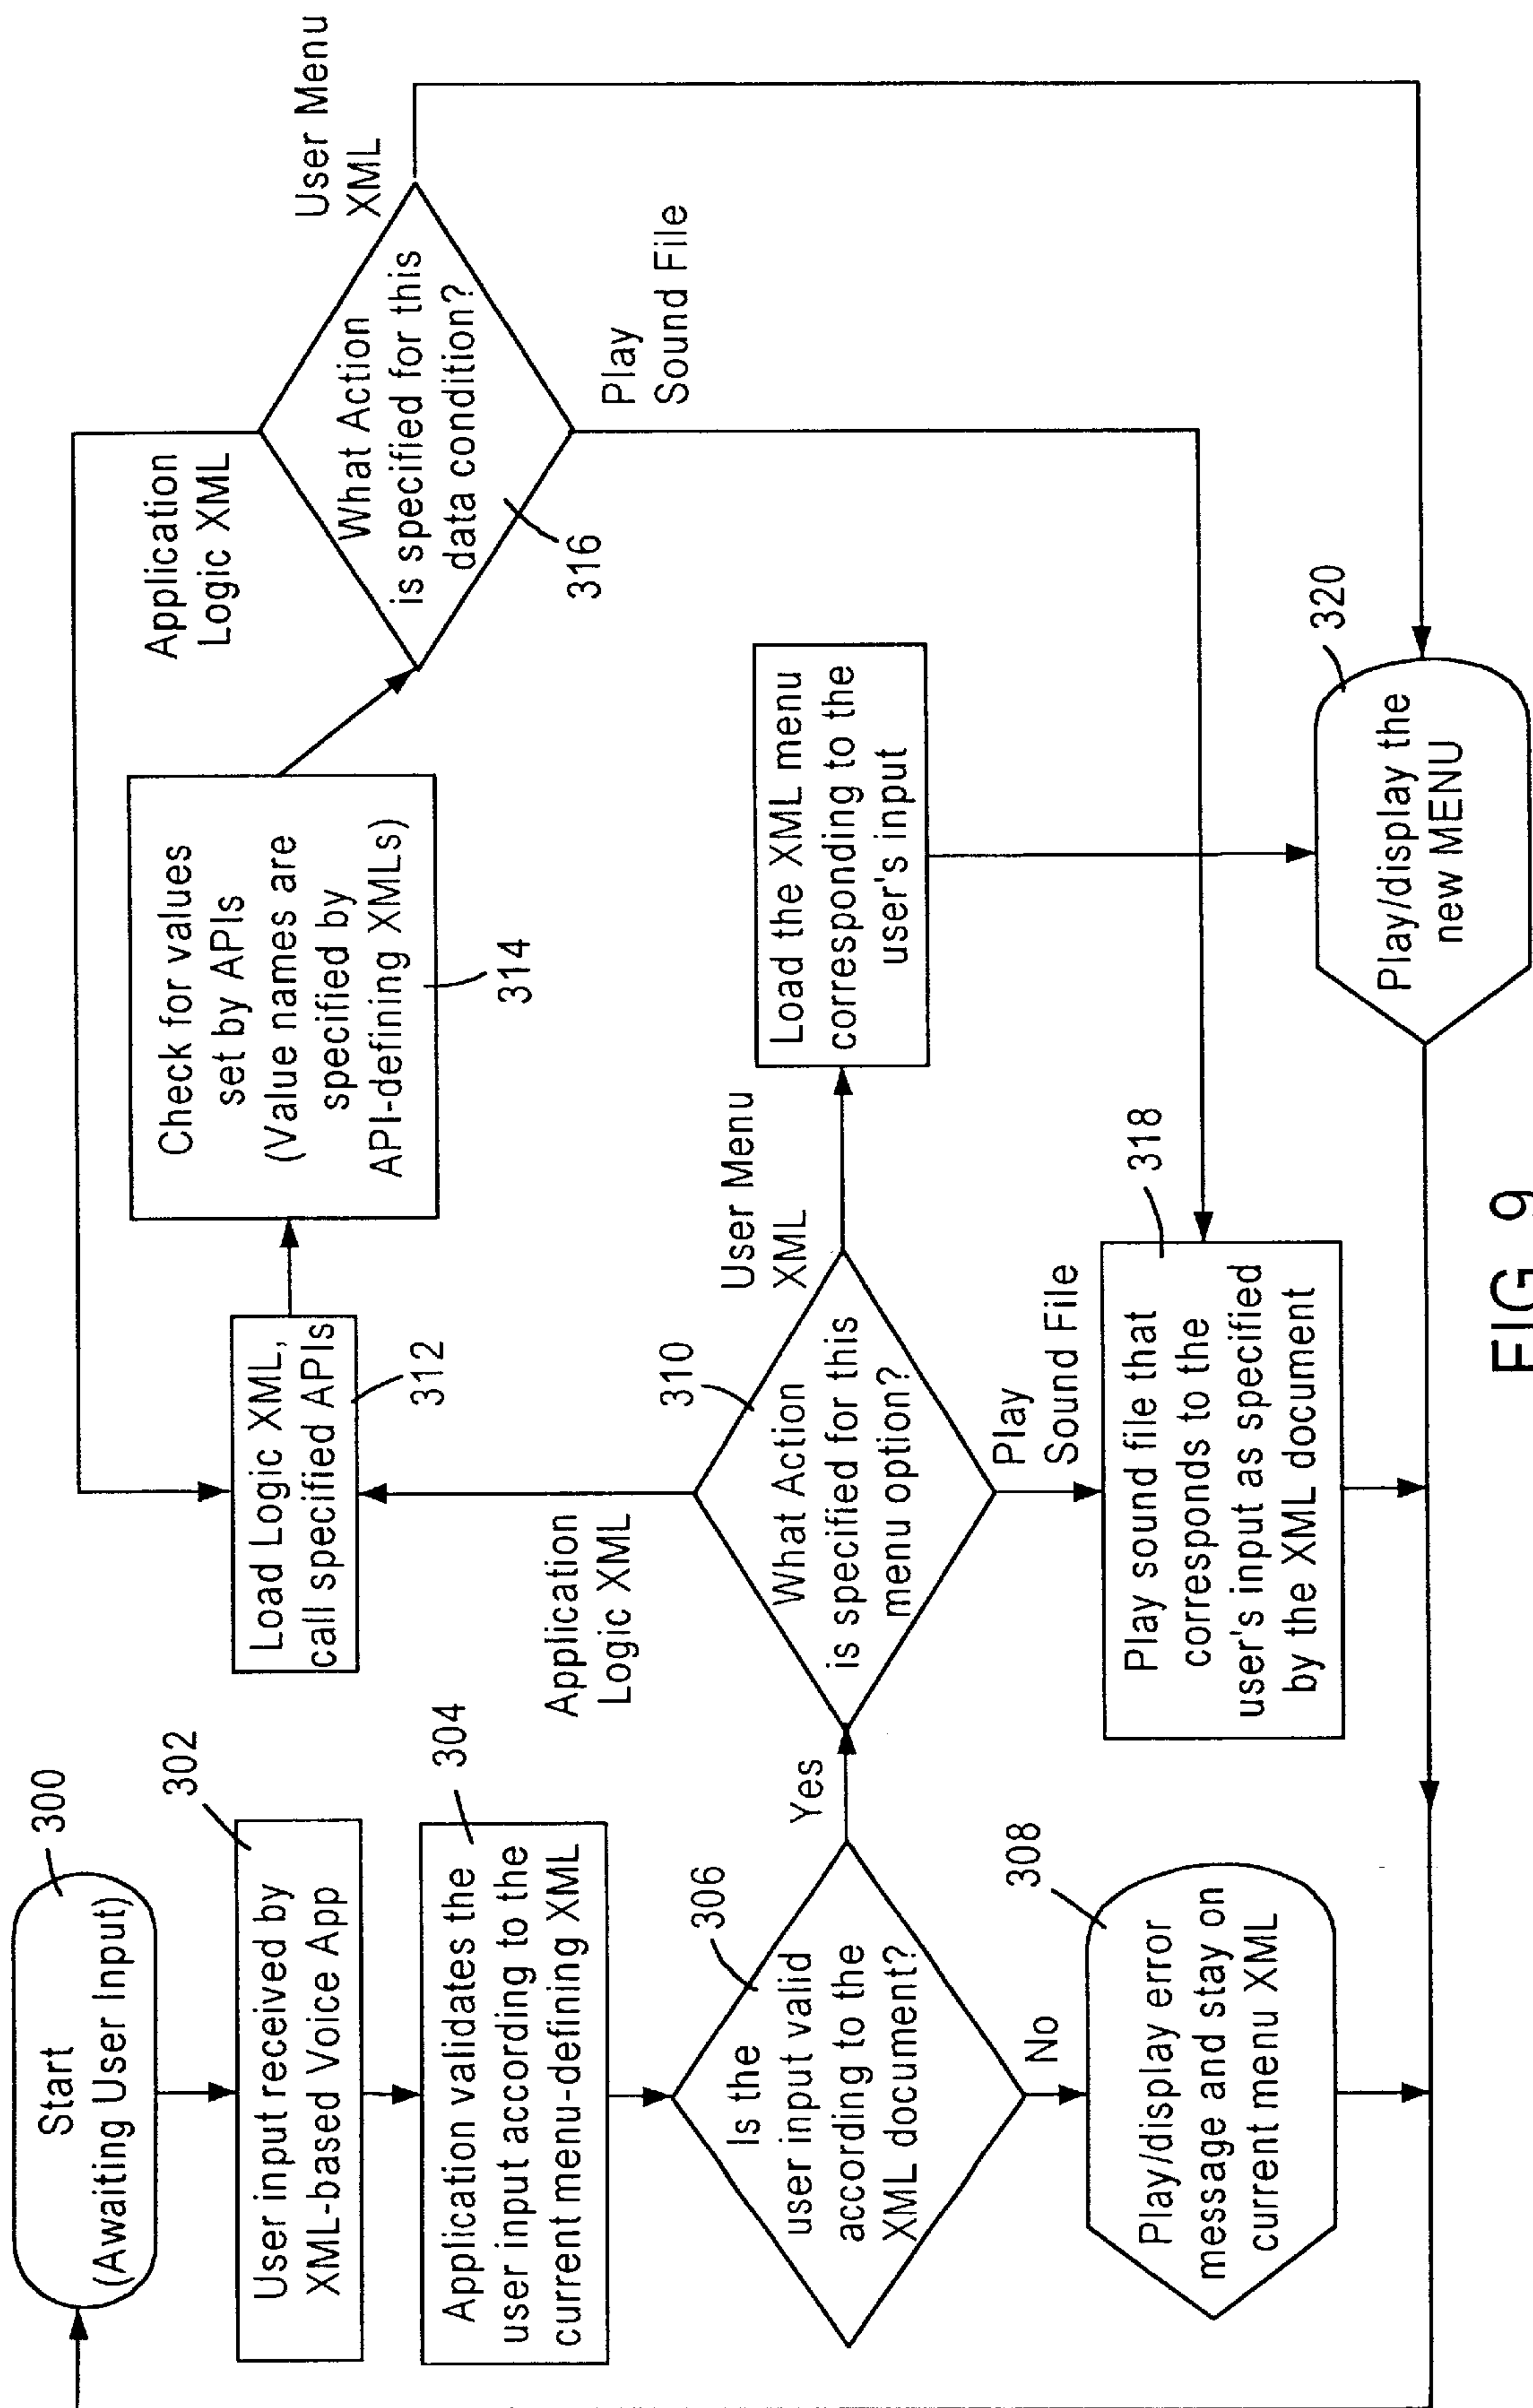 300
Start
(Awaiting User Input)
302
User input received by
XML-based Voice App
304
Application validates the
user input according to the
current menu-defining XML
306
Is the
user input valid
according to the
XML document?
Yes
No
308
Play/display error
message and stay on
current menu XML
Load Logic XML,
call specified APIs
312
Application
Logic XML
310
What Action
is specified for this
menu option?
User Menu
XML
Play
Sound File
318
Play sound file that
corresponds to the
user's input as specified
by the XML document
Check for values
set by APIs
(Value names are
specified by
API-defining XMLs)
314
Load the XML menu
corresponding to the
user's input
Application
Logic XML
What Action
is specified for this
data condition?
316
User Menu
XML
Play
Sound File
320
Play/display the
new MENU
FIG. 9